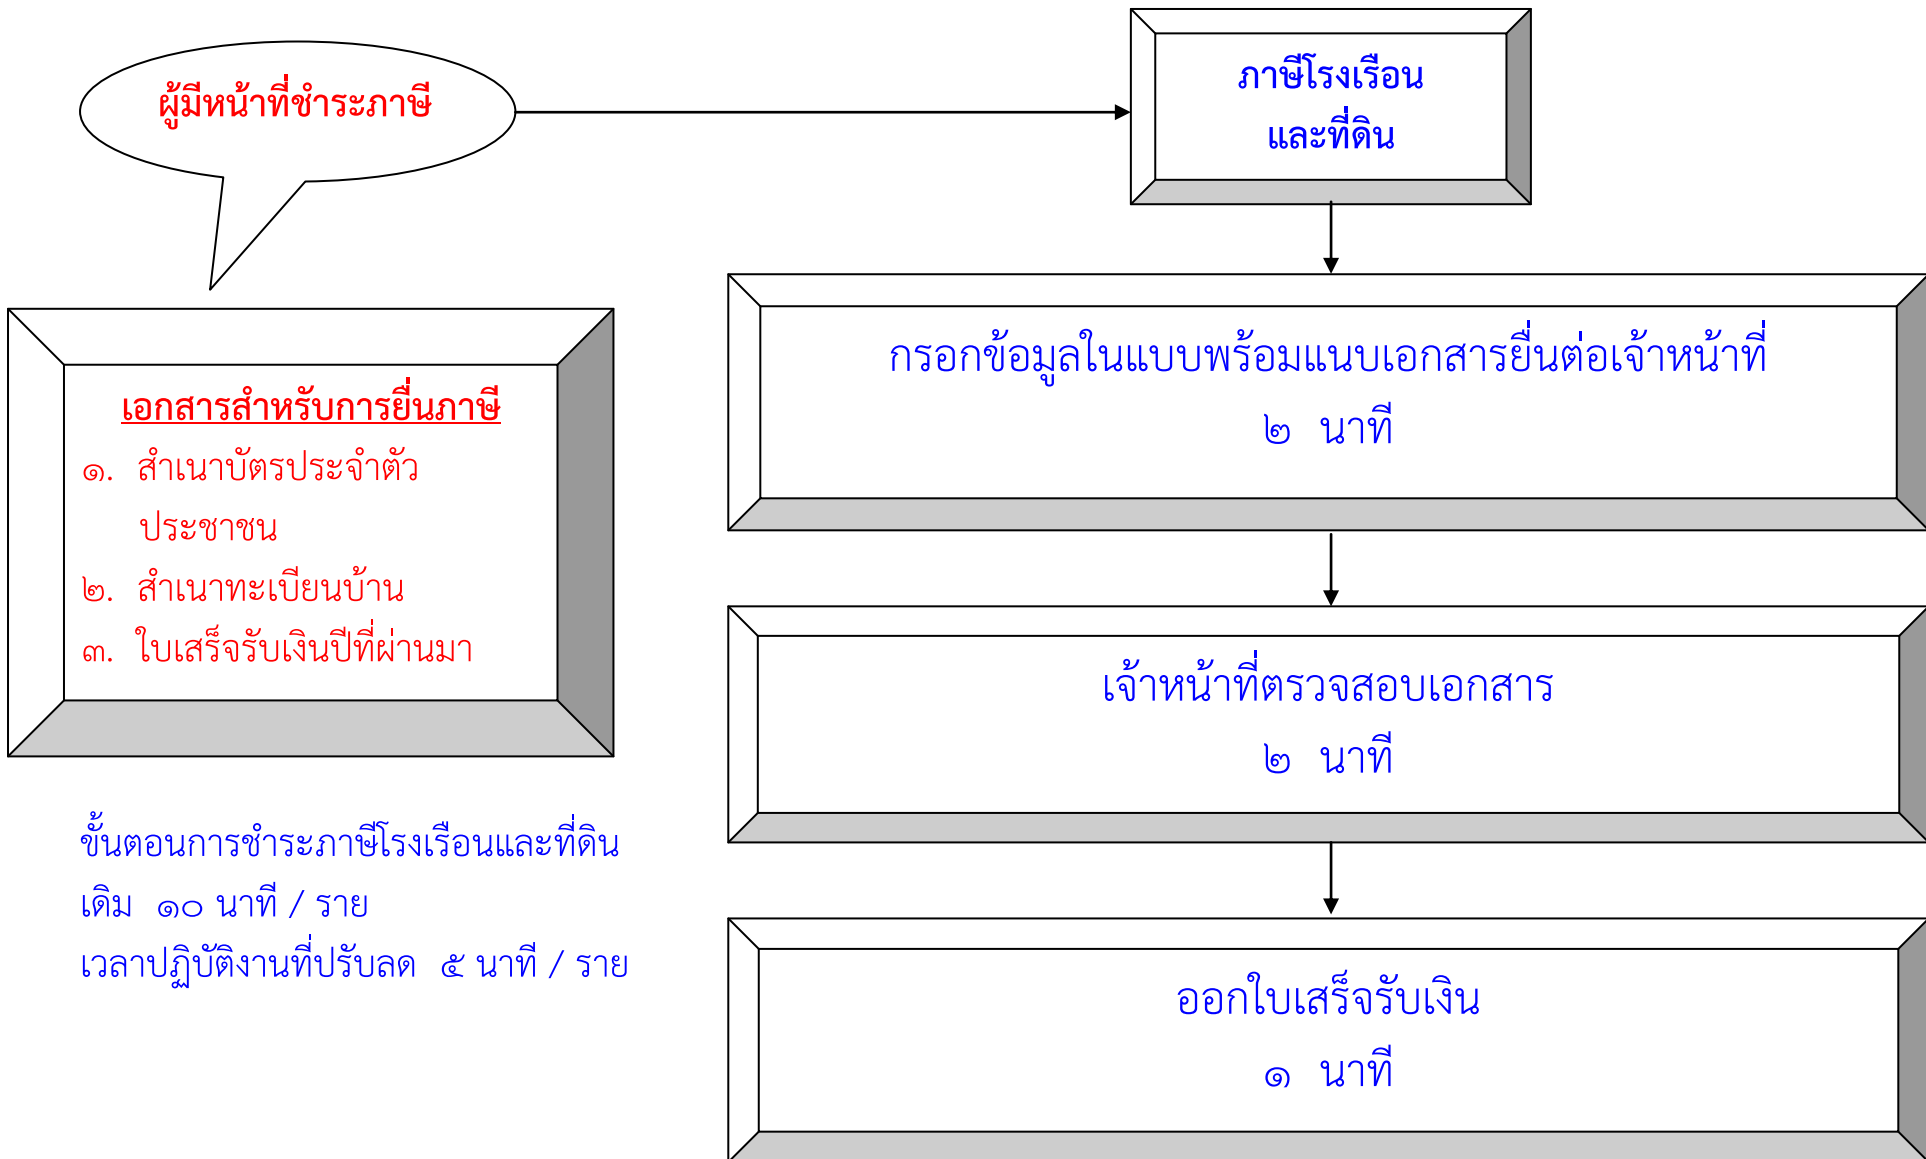 ผู้มีหน้าที่ชำระภาษี
ภาษีโรงเรือน
และที่ดิน
กรอกข้อมูลในแบบพร้อมแนบเอกสารยื่นต่อเจ้าหน้าที่
๒ นาที
เอกสารสำหรับการยื่นภาษี
๑. สำเนาบัตรประจำตัว
ประชาชน
๒. สำเนาทะเบียนบ้าน
๓. ใบเสร็จรับเงินปีที่ผ่านมา
เจ้าหน้าที่ตรวจสอบเอกสาร
๒ นาที
ขั้นตอนการชำระภาษีโรงเรือนและที่ดิน
เดิม ๑๐ นาที / ราย
เวลาปฏิบัติงานที่ปรับลด ๕ นาที / ราย
ออกใบเสร็จรับเงิน
๑ นาที